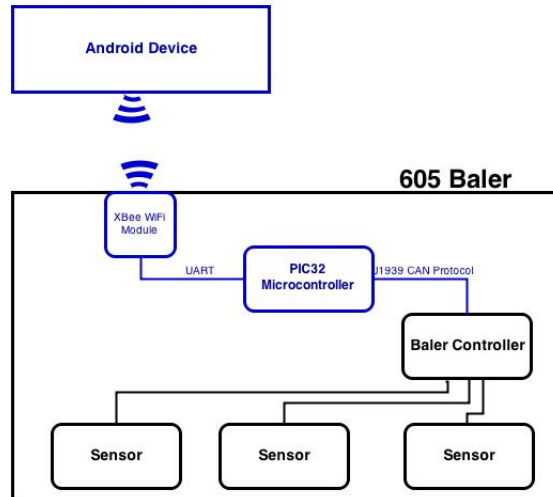 Android Device
605 Baler
XBee WiFi
Module
UART
PIC32
Microcontroller
J1939 CAN Protocol
Baler Controller
Sensor
Sensor
Sensor